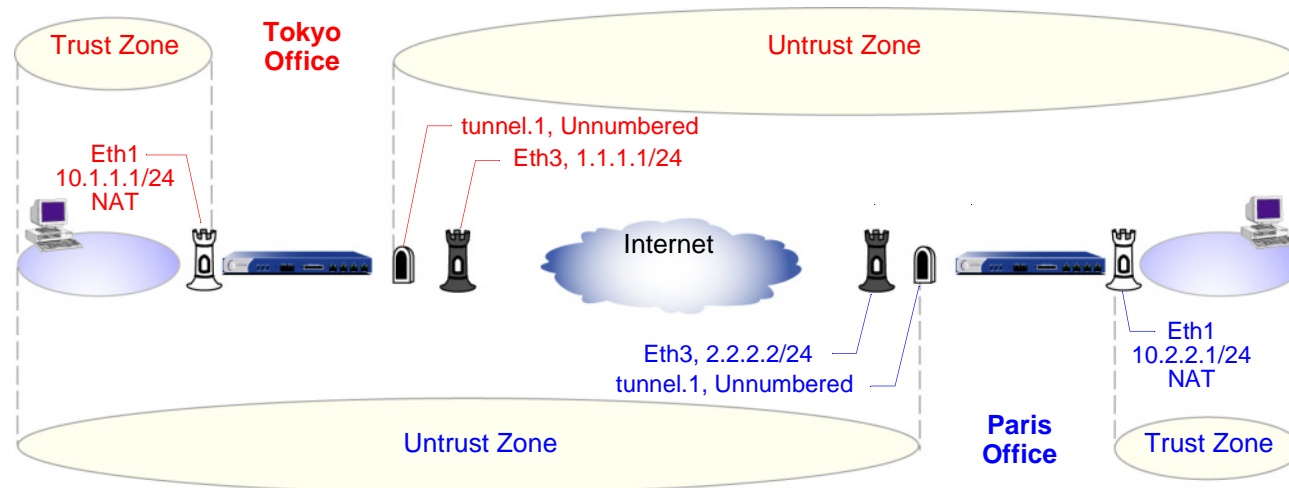 Trust Zone
Tokyo
Office
Untrust Zone
tunnel.1, Unnumbered
Eth3, 1.1.1.1/24
Eth1
10.1.1.1/24
NAT
Internet
Eth3, 2.2.2.2/24
tunnel.1, Unnumbered
Eth1
10.2.2.1/24
NAT
Untrust Zone
Paris
Office
Trust Zone